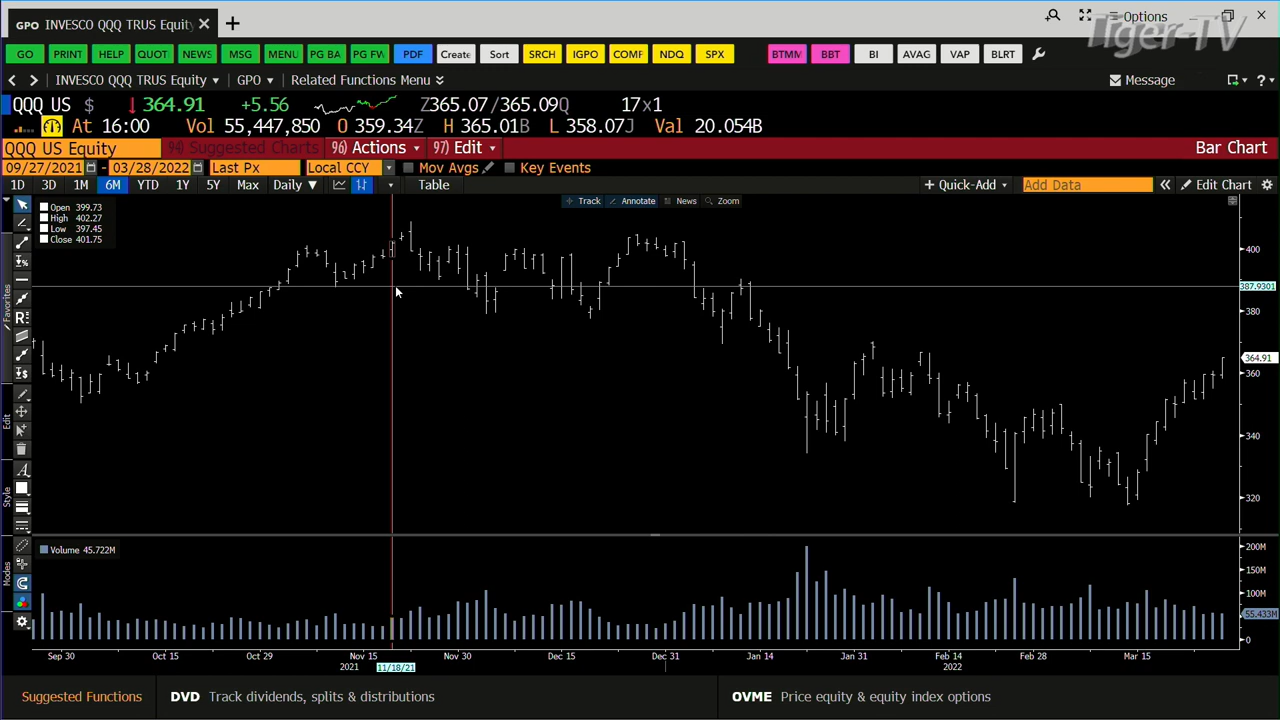 GPO INVESCO QQQ TRUS Equity
Options
Tiger-TV
GO PRINT HELP QUOT NEWS MSG MENU PG BA PG FW PDF Create Sort SRCH IGPO COMF NDQ SPX BTMM BBT BI AVAG VAP BLRT
INVESCO QQQ TRUS Equity GPO Related Functions Menu Message
QQQ US $ 364.91 +5.56 Z365.07/365.09Q 17x1
At 16:00 Vol 55,447,850 O 359.34Z H 365.01B L 358.07J Val 20.054B
QQQ US Equity 94) Suggested Charts 96) Actions 97) Edit Bar Chart
09/27/2021 - 03/28/2022 Last Px Local CCY Mov Avgs Key Events
1D 3D 1M 6M YTD 1Y 5Y Max Daily Table + Quick-Add Add Data Edit Chart
Track Annotate News Zoom
Open 399.73
High 402.27
Low 397.45
Close 401.75
400
387.9301
380
364.91
360
340
320
Favorites
Edit
Style
Modes
Volume 45.722M
200M
150M
100M
55.433M
0
Sep 30 Oct 15 Oct 29 Nov 15 Nov 30 Dec 15 Dec 31 Jan 14 Jan 31 Feb 14 Feb 28 Mar 15
2021 11/18/21 2022
Suggested Functions DVD Track dividends, splits & distributions OVME Price equity & equity index options